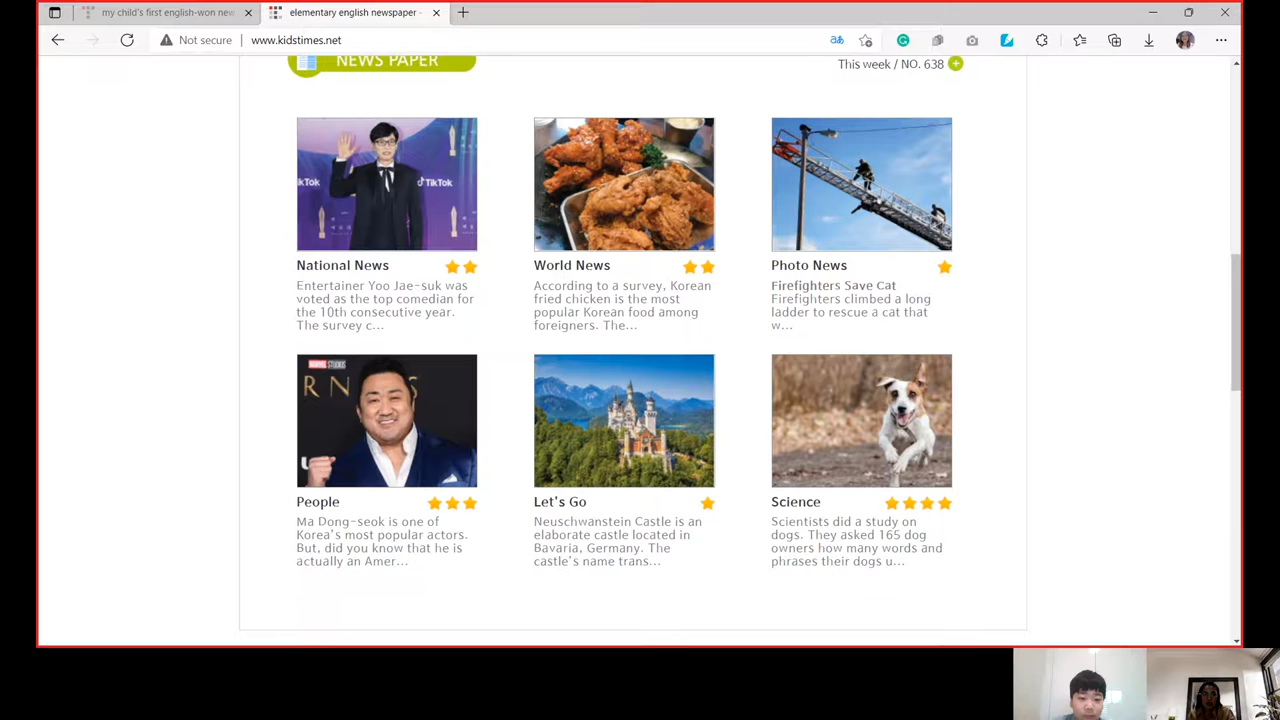 my child's first english-won new
elementary english newspaper -
Not secure
www.kidstimes.net
NEWS PAPER
This week / NO. 638
TikTok
TikTok
National News
World News
Photo News
Entertainer Yoo Jae-suk was
voted as the top comedian for
the 10th consecutive year.
The survey c...
According to a survey, Korean
fried chicken is the most
popular Korean food among
foreigners. The...
Firefighters Save Cat
Firefighters climbed a long
ladder to rescue a cat that
w...
MARVEL STUDIOS
RN
S
People
Let's Go
Science
Ma Dong-seok is one of
Korea's most popular actors.
But, did you know that he is
actually an Amer...
Neuschwanstein Castle is an
elaborate castle located in
Bavaria, Germany. The
castle's name trans...
Scientists did a study on
dogs. They asked 165 dog
owners how many words and
phrases their dogs u...